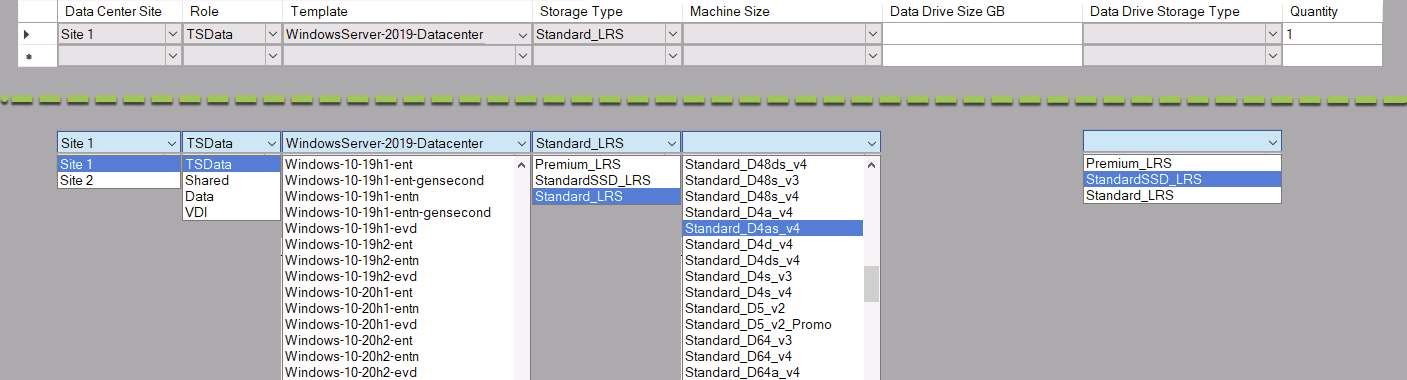 Data Center Site Role Template Storage Type Machine Size Data Drive Size GB Data Drive Storage Type Quantity
Site 1 TSData WindowsServer-2019-Datacenter Standard_LRS 1
Site 1 TSData WindowsServer-2019-Datacenter Standard_LRS
Site 1 TSData Windows-10-19h1-ent Premium_LRS Standard_D48ds_v4 Premium_LRS
Site 2 Shared Windows-10-19h1-ent-gensecond StandardSSD_LRS Standard_D48s_v3 StandardSSD_LRS
Data Windows-10-19h1-entn Standard_LRS Standard_D48s_v4 Standard_LRS
VDI Windows-10-19h1-entn-gensecond Standard_D4a_v4
Windows-10-19h1-evd Standard_D4as_v4
Windows-10-19h2-ent Standard_D4d_v4
Windows-10-19h2-entn Standard_D4ds_v4
Windows-10-19h2-evd Standard_D4s_v3
Windows-10-20h1-ent Standard_D4s_v4
Windows-10-20h1-entn Standard_D5_v2
Windows-10-20h1-evd Standard_D5_v2_Promo
Windows-10-20h2-ent Standard_D64_v3
Windows-10-20h2-entn Standard_D64_v4
Windows-10-20h2-evd Standard_D64a_v4